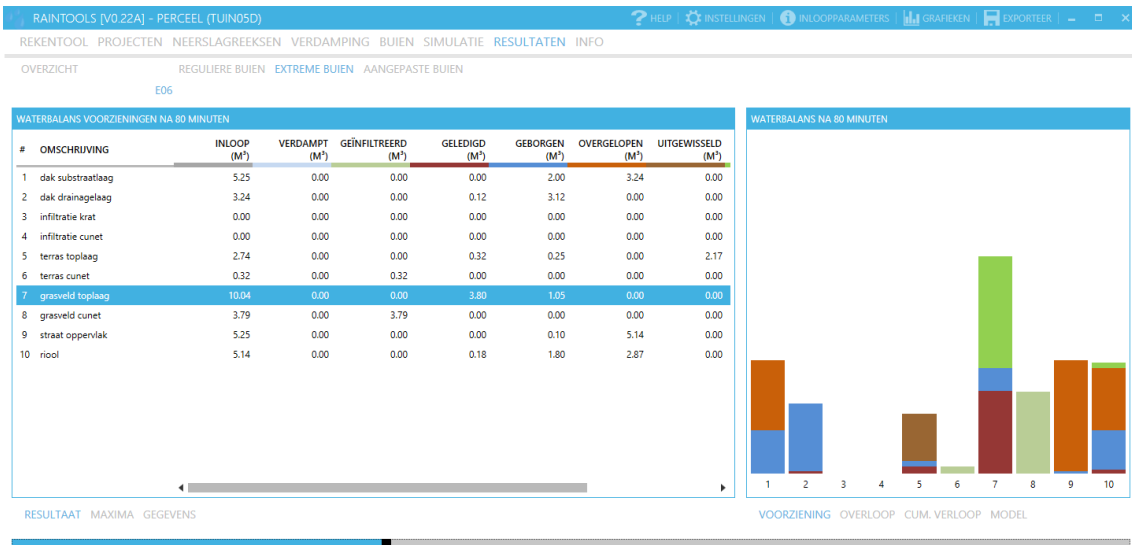 RAINTOOLS [V0.22A] - PERCEEL (TUIN05D) ? HELP | INSTELLINGEN | INLOOPPARAMETERS | GRAFIEKEN | EXPORTEER |
REKENTOOL PROJECTEN NEERSLAGREEKSEN VERDAMPING BUIEN SIMULATIE RESULTATEN INFO
OVERZICHT REGULIERE BUIEN EXTREME BUIEN AANGEPASTE BUIEN
E06
WATERBALANS VOORZIENINGEN NA 80 MINUTEN
# OMSCHRIJVING INLOOP (M³) VERDAMPT (M³) GEÏNFILTREERD (M³) GELEDIGD (M³) GEBORGEN (M³) OVERGELOPEN (M³) UITGEWISSELD (M³)
1 dak substraatlaag 5.25 0.00 0.00 0.00 2.00 3.24 0.00
2 dak drainagelaag 3.24 0.00 0.00 0.12 3.12 0.00 0.00
3 infiltratie krat 0.00 0.00 0.00 0.00 0.00 0.00 0.00
4 infiltratie cunet 0.00 0.00 0.00 0.00 0.00 0.00 0.00
5 terras toplaag 2.74 0.00 0.00 0.32 0.25 0.00 2.17
6 terras cunet 0.32 0.00 0.32 0.00 0.00 0.00 0.00
7 grasveld toplaag 10.04 0.00 0.00 3.80 1.05 0.00 0.00
8 grasveld cunet 3.79 0.00 3.79 0.00 0.00 0.00 0.00
9 straat oppervlak 5.25 0.00 0.00 0.00 0.10 5.14 0.00
10 riool 5.14 0.00 0.00 0.18 1.80 2.87 0.00
WATERBALANS NA 80 MINUTEN
1 2 3 4 5 6 7 8 9 10
RESULTAAT MAXIMA GEGEVENS
VOORZIENING OVERLOOP CUM. VERLOOP MODEL